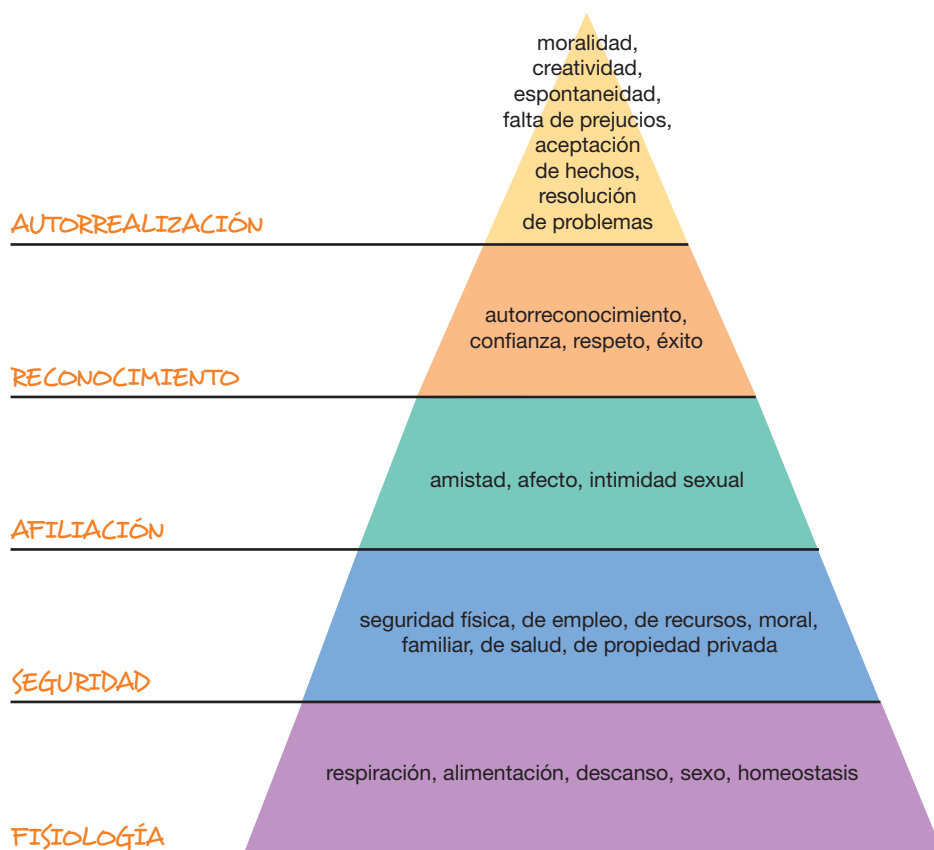 moralidad,
creatividad,
espontaneidad,
falta de prejucios,
aceptación
de hechos,
resolución
de problemas
AUTORREALIZACIÓN
autorreconocimiento,
confianza, respeto, éxito
RECONOCIMIENTO
amistad, afecto, intimidad sexual
AFILIACIÓN
seguridad física, de empleo, de recursos, moral,
familiar, de salud, de propiedad privada
SEGURIDAD
respiración, alimentación, descanso, sexo, homeostasis
FISIOLOGÍA